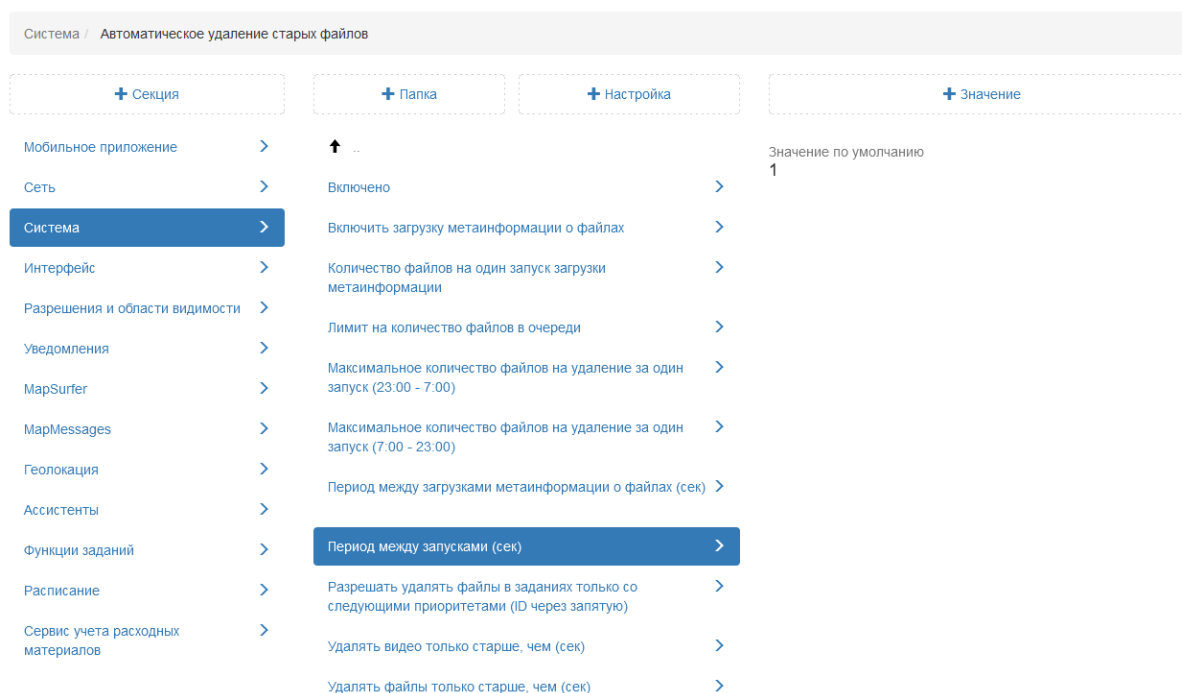 Система / Автоматическое удаление старых файлов
+ Секция
+ Папка
+ Настройка
+ Значение
Мобильное приложение
Сеть
Система
Интерфейс
Разрешения и области видимости
Уведомления
MapSurfer
MapMessages
Геолокация
Ассистенты
Функции заданий
Расписание
Сервис учета расходных
материалов
..
Включено
Включить загрузку метаинформации о файлах
Количество файлов на один запуск загрузки
метаинформации
Лимит на количество файлов в очереди
Максимальное количество файлов на удаление за один
запуск (23:00 - 7:00)
Максимальное количество файлов на удаление за один
запуск (7:00 - 23:00)
Период между загрузками метаинформации о файлах (сек)
Период между запусками (сек)
Разрешать удалять файлы в заданиях только со
следующими приоритетами (ID через запятую)
Удалять видео только старше, чем (сек)
Удалять файлы только старше, чем (сек)
Значение по умолчанию
1